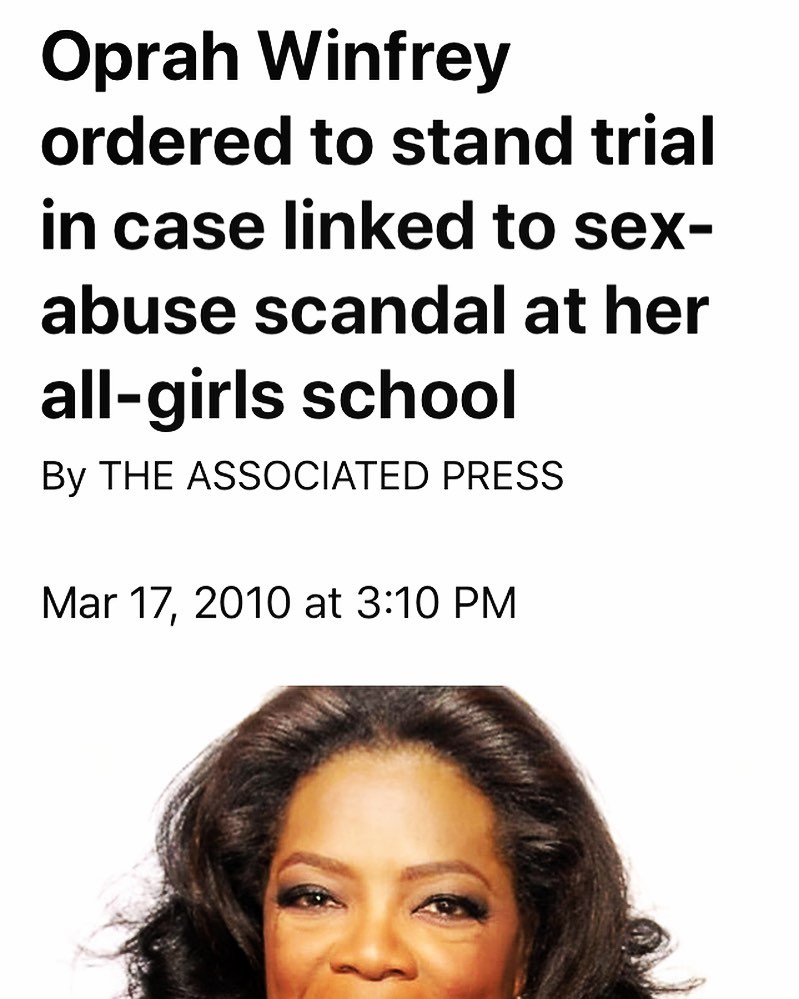 Oprah Winfrey
ordered to stand trial
in case linked to sex-
abuse scandal at her
all-girls school
By THE ASSOCIATED PRESS
Mar 17, 2010 at 3:10 PM